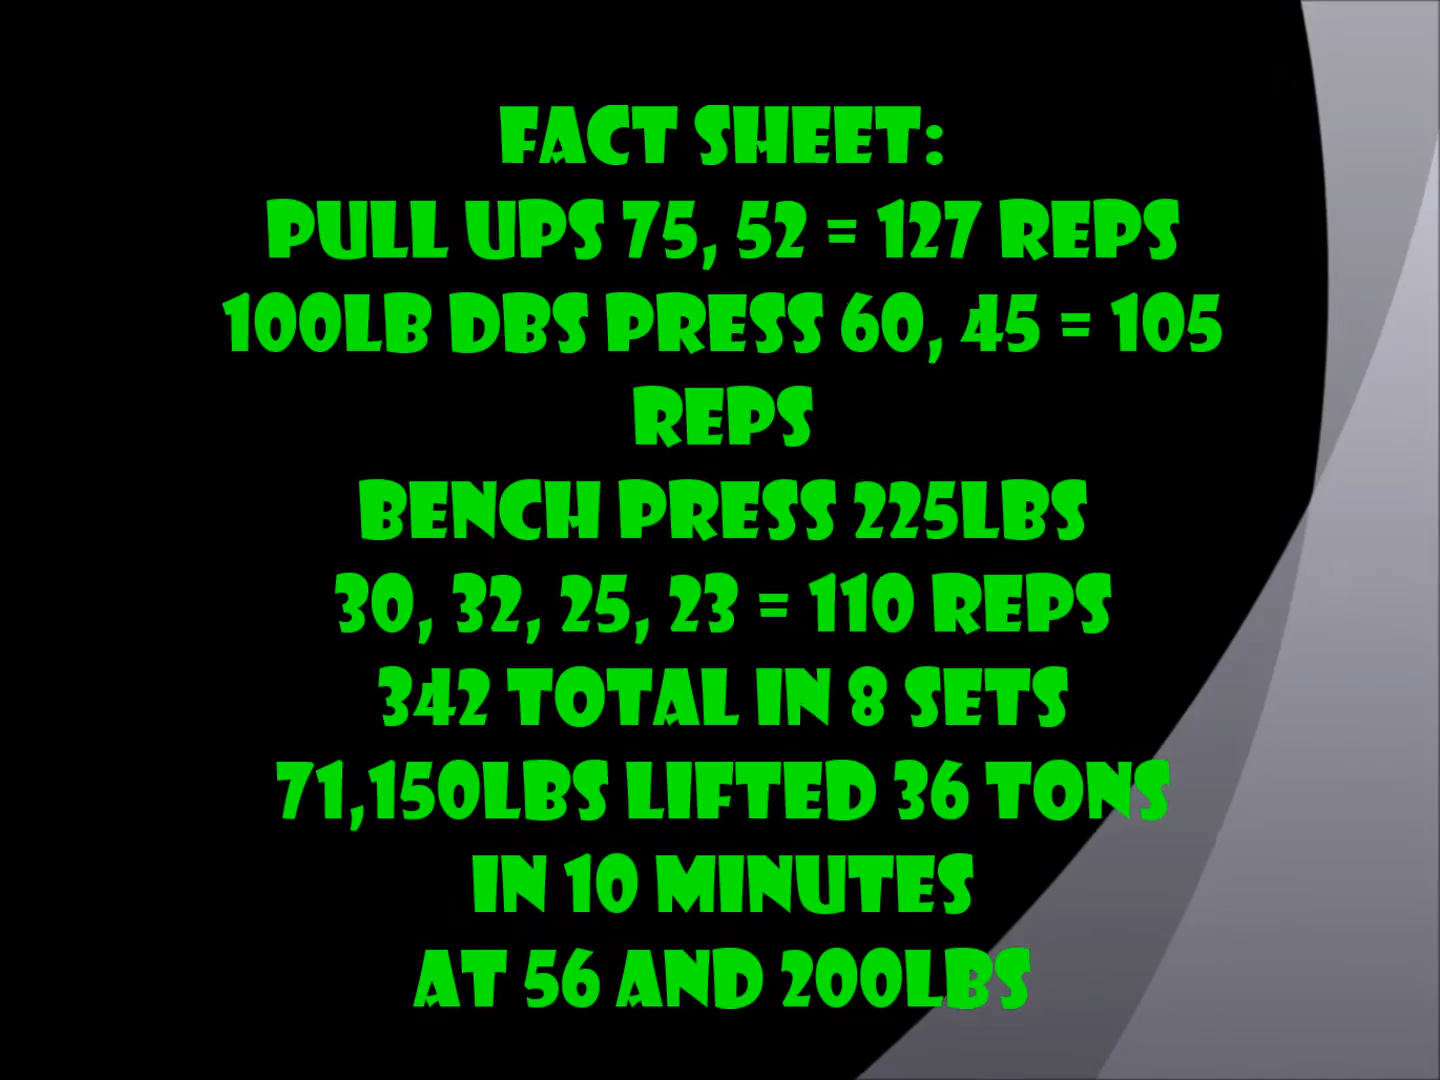 FACT SHEET:
PULL UPS 75, 52 = 127 REPS
100LB DBS PRESS 60, 45 = 105
REPS
BENCH PRESS 225LBS
30, 32, 25, 23 = 110 REPS
342 TOTAL IN 8 SETS
71,150LBS LIFTED 36 TONS
IN 10 MINUTES
AT 56 AND 200LBS